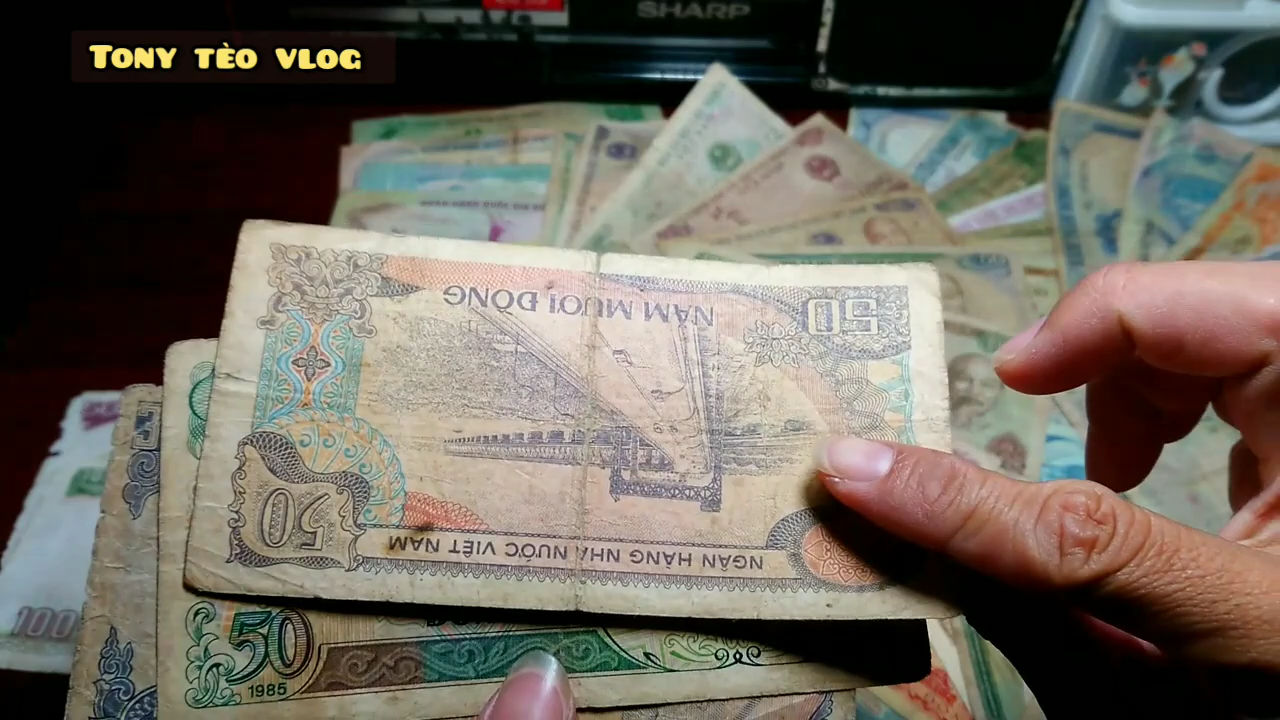 SHARP
TONY TÈO VLOG
50
NĂM MƯƠI ĐỒNG
50
NGÂN HÀNG NHÀ NƯỚC VIỆT NAM
50
1985
100